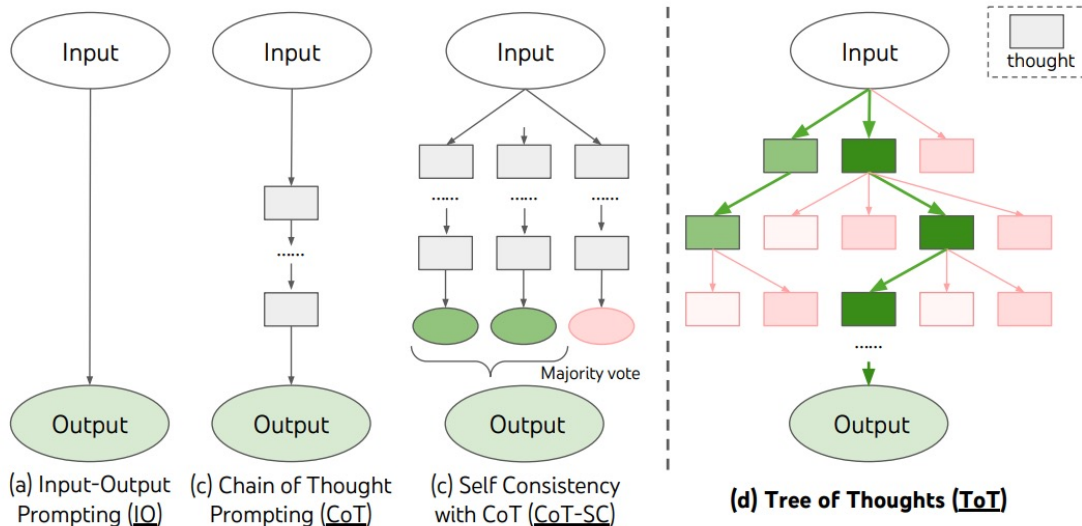 Input
Input
Input
Input
thought
......
......
......
......
......
Majority vote
Output
Output
Output
Output
(a) Input-Output
Prompting (IO)
(c) Chain of Thought
Prompting (CoT)
(c) Self Consistency
with CoT (CoT-SC)
(d) Tree of Thoughts (ToT)